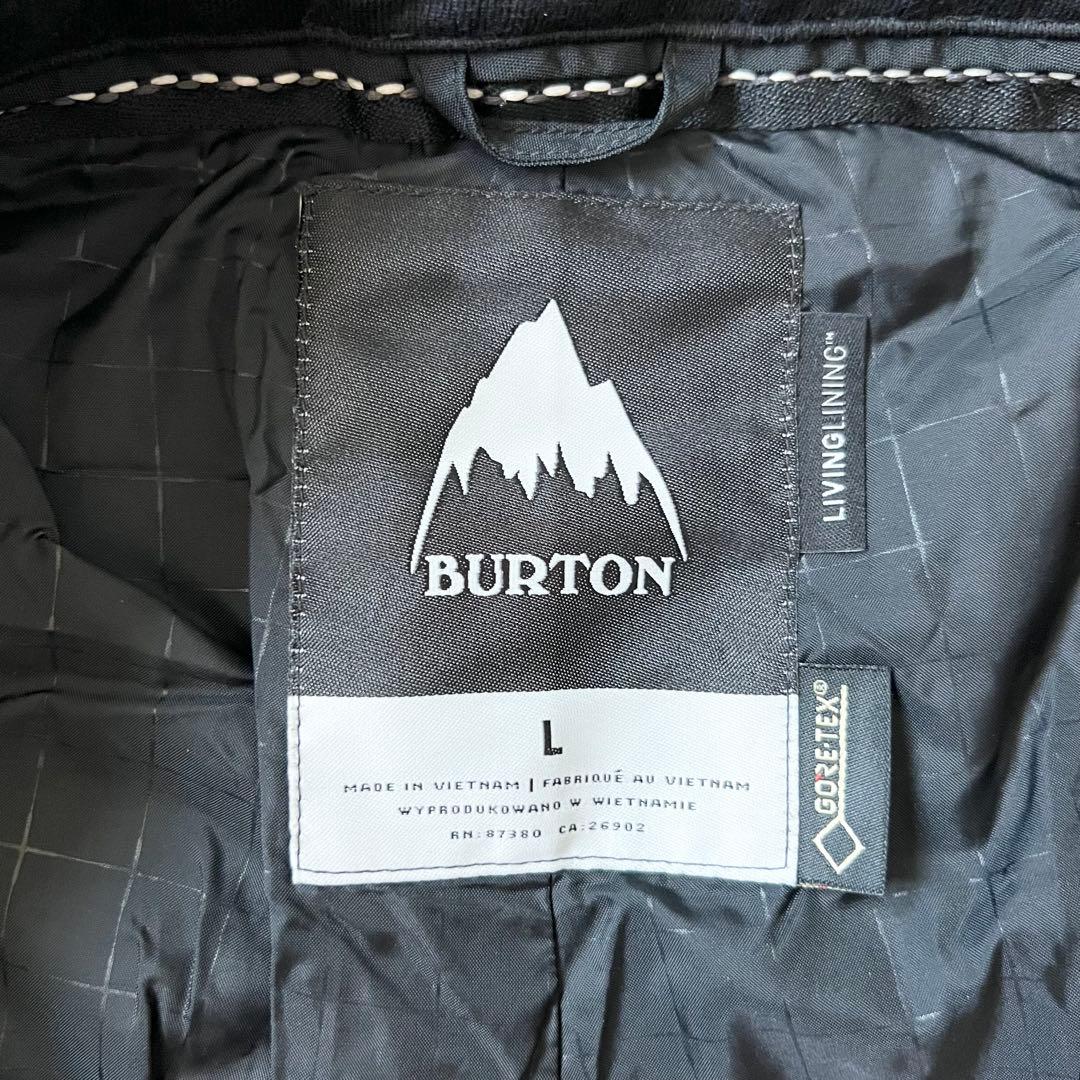 BURTON
LIVINGLINING™
L
MADE IN VIETNAM | FABRIQUÉ AU VIETNAM
WYPRODUKOWANO W WIETNAMIE
RN:87380 CA:26902
GORE-TEX®